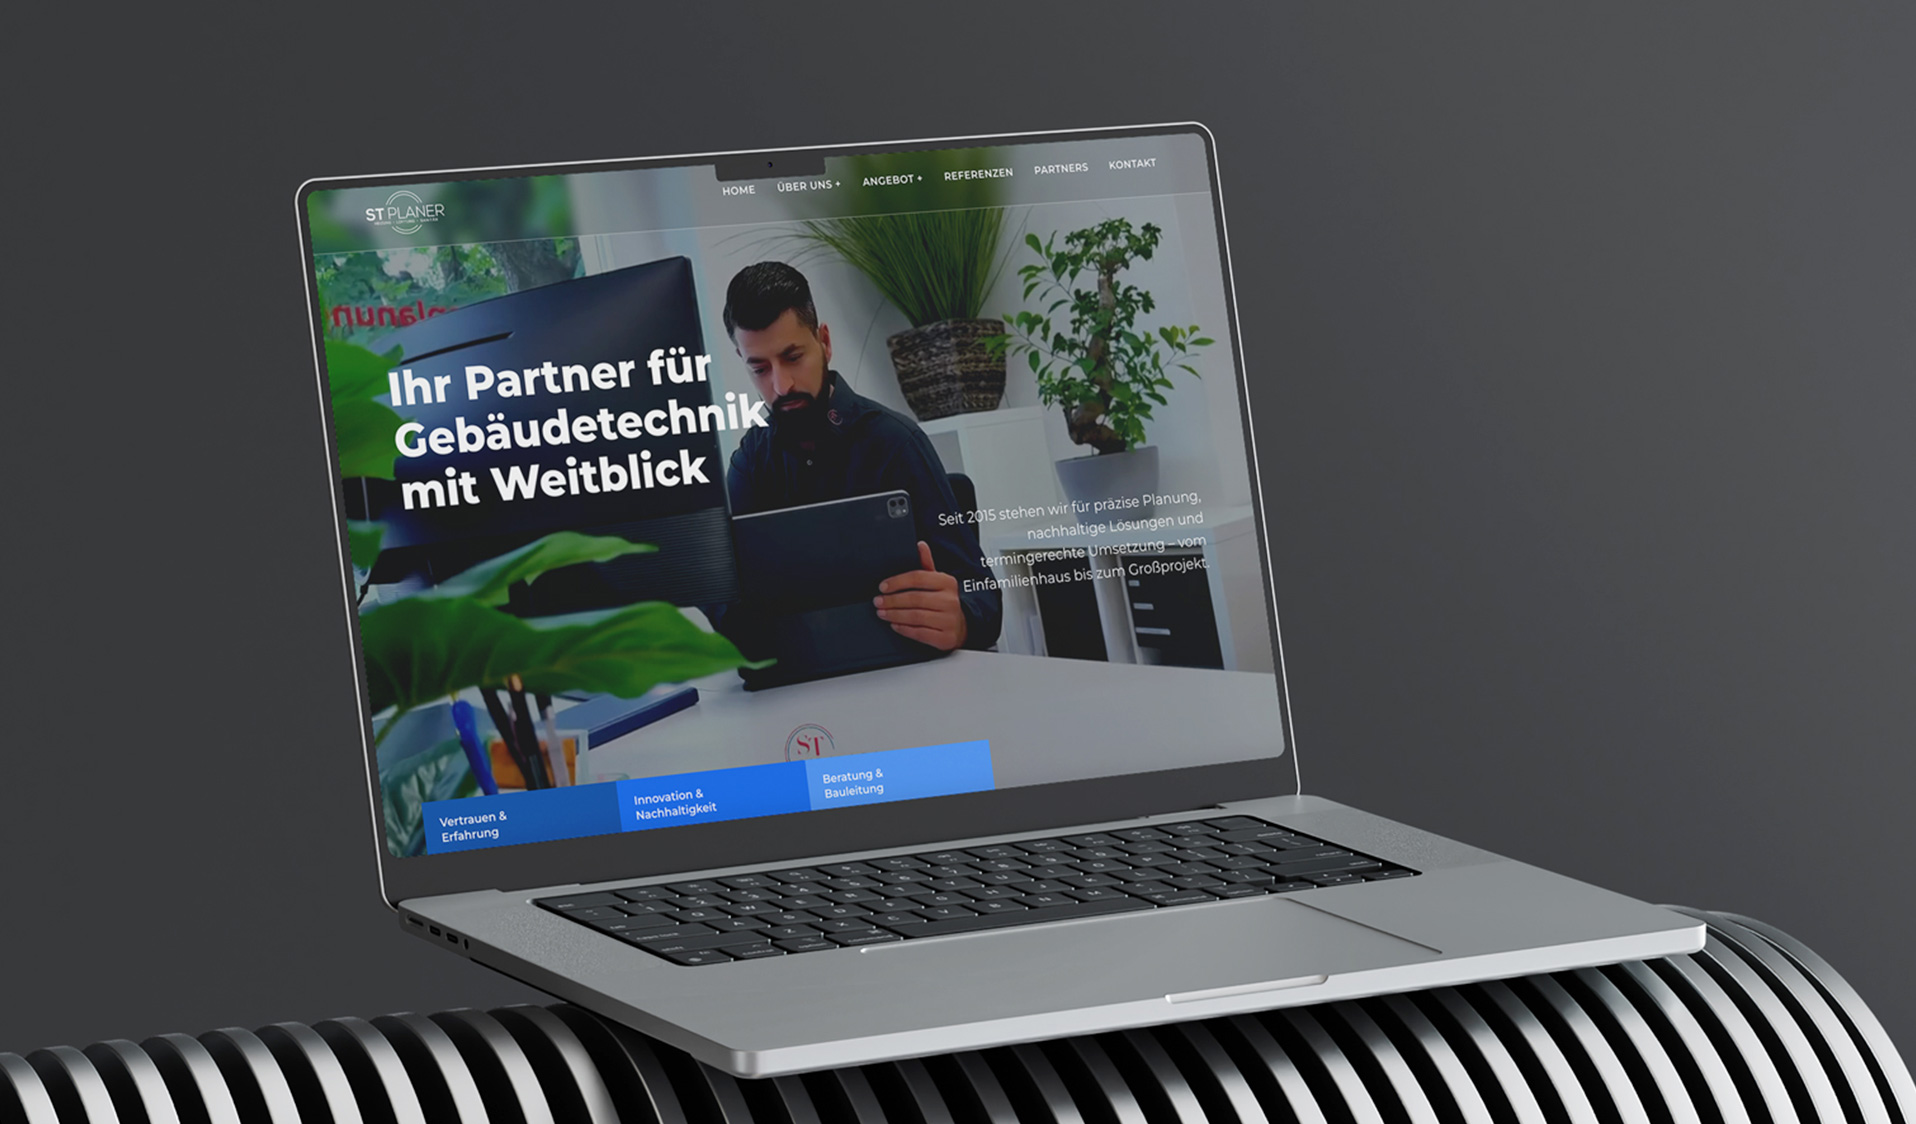 HOME
ÜBER UNS +
ANGEBOT +
REFERENZEN
PARTNERS
KONTAKT
ST PLANER
Ihr Partner für
Gebäudetechnik
mit Weitblick
Seit 2015 stehen wir für präzise Planung,
nachhaltige Lösungen und
termingerechte Umsetzung – vom
Einfamilienhaus bis zum Großprojekt.
ST
Vertrauen &
Erfahrung
Innovation &
Nachhaltigkeit
Beratung &
Bauleitung